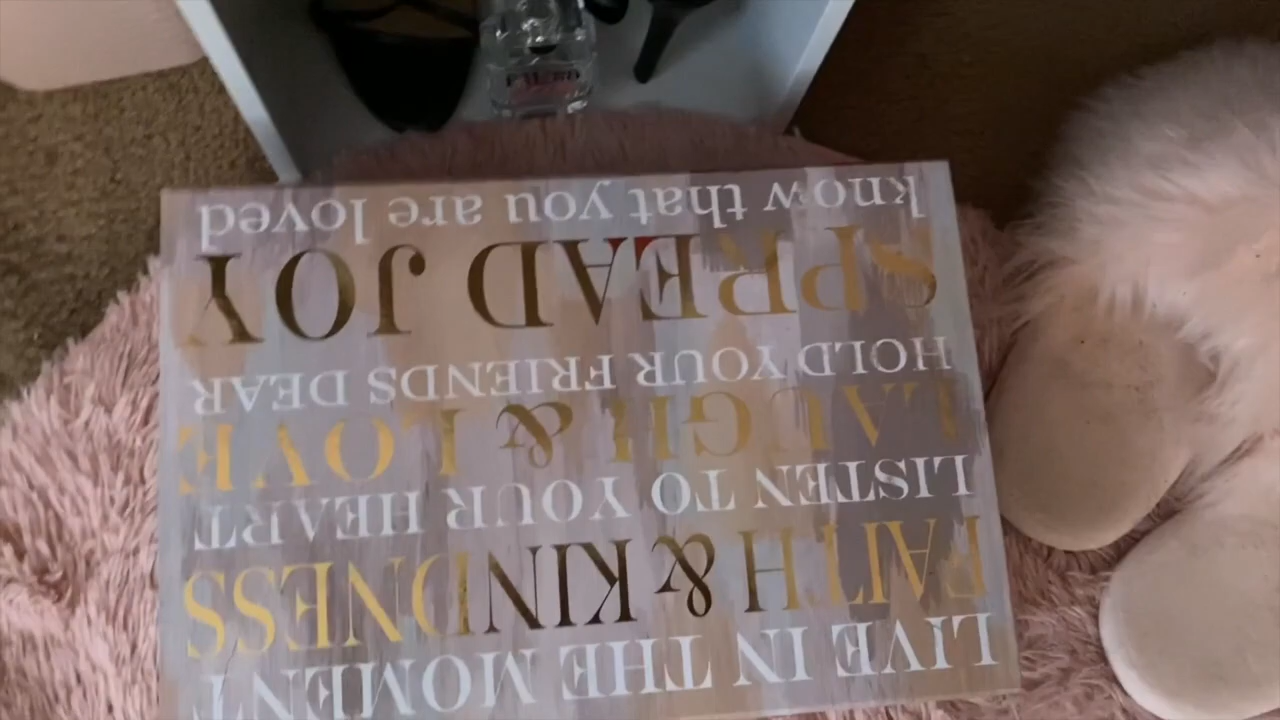 LIVE IN THE MOMENT
FAITH & KINDNESS
LISTEN TO YOUR HEART
LAUGH & LOVE
HOLD YOUR FRIENDS DEAR
SPREAD JOY
know that you are loved